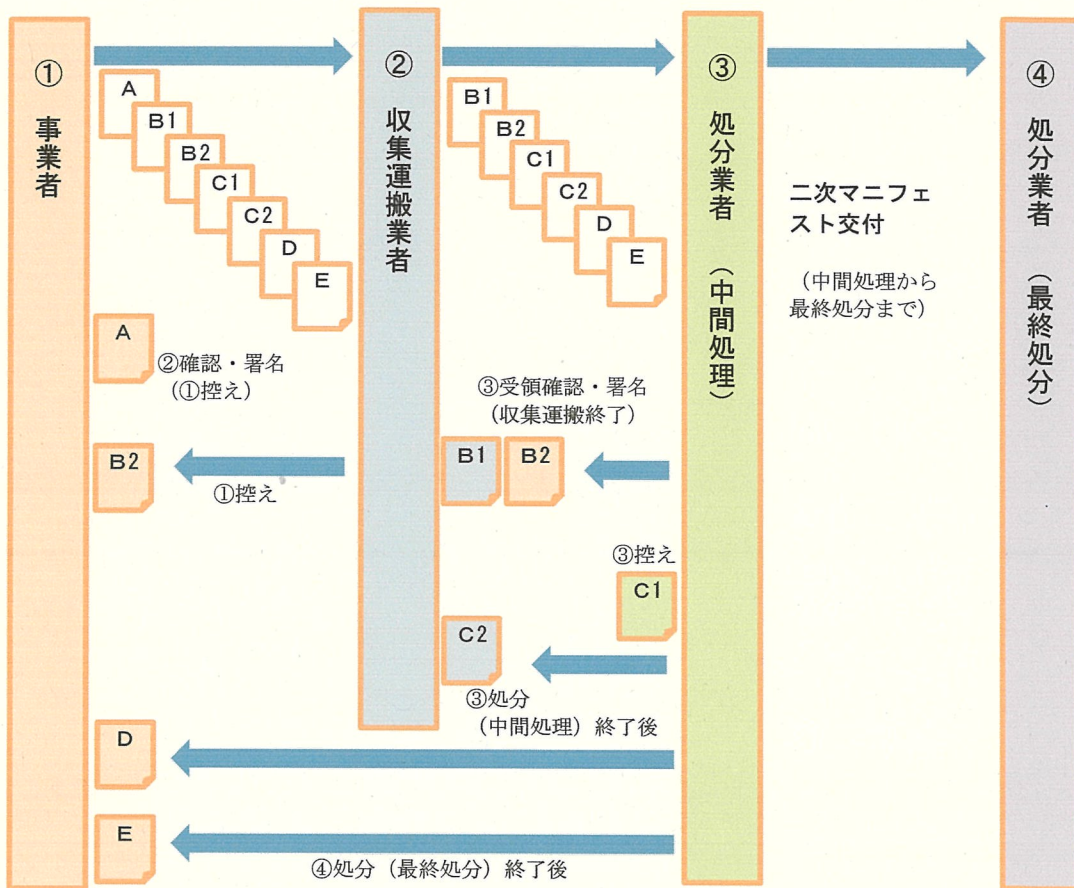 ① 事業者
A
B1
B2
C1
C2
D
E
② 収集運搬業者
B1
B2
C1
C2
D
E
③ 処分業者 (中間処理)
二次マニフェ
スト交付
(中間処理から
最終処分まで)
④ 処分業者 (最終処分)
A
②確認・署名
(①控え)
③受領確認・署名
(収集運搬終了)
B2
①控え
B1
B2
③控え
C1
C2
③処分
(中間処理) 終了後
D
E
④処分 (最終処分) 終了後